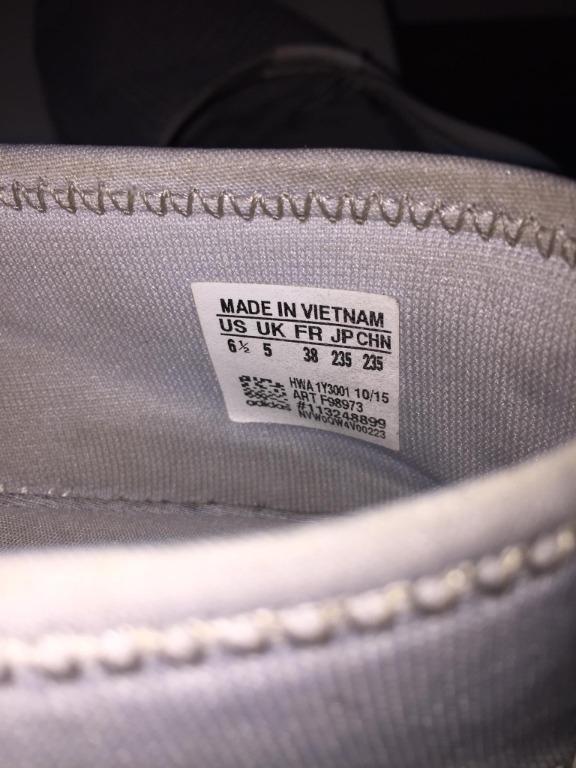 MADE IN VIETNAM
US UK FR JP CHN
6½ 5 38 235 235
HWA 1Y3001 10/15
ART F98973
adidas #113248899
NVW0QW4V00223